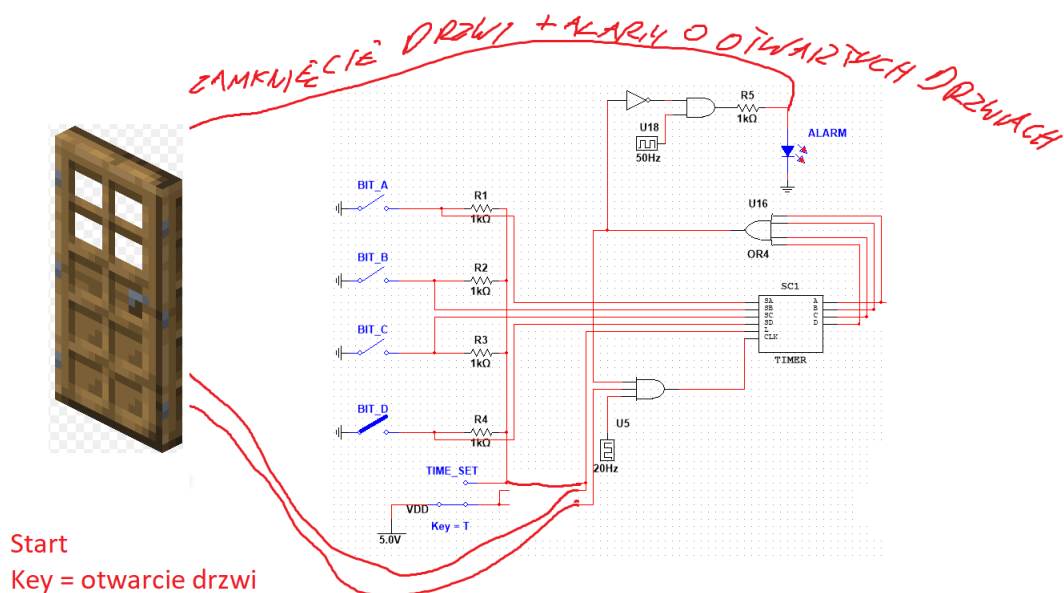 ZAMKNIĘCIE DRZWI + ALARM O OTWARTYCH DRZWIACH
R5
1kΩ
ALARM
U18
50Hz
BIT_A
R1
1kΩ
U16
OR4
BIT_B
R2
1kΩ
SC1
SA A
SB B
SC C
SD D
L
CLK
TIMER
BIT_C
R3
1kΩ
BIT_D
R4
1kΩ
U5
20Hz
TIME_SET
VDD
Key = T
5.0V
Start
Key = otwarcie drzwi